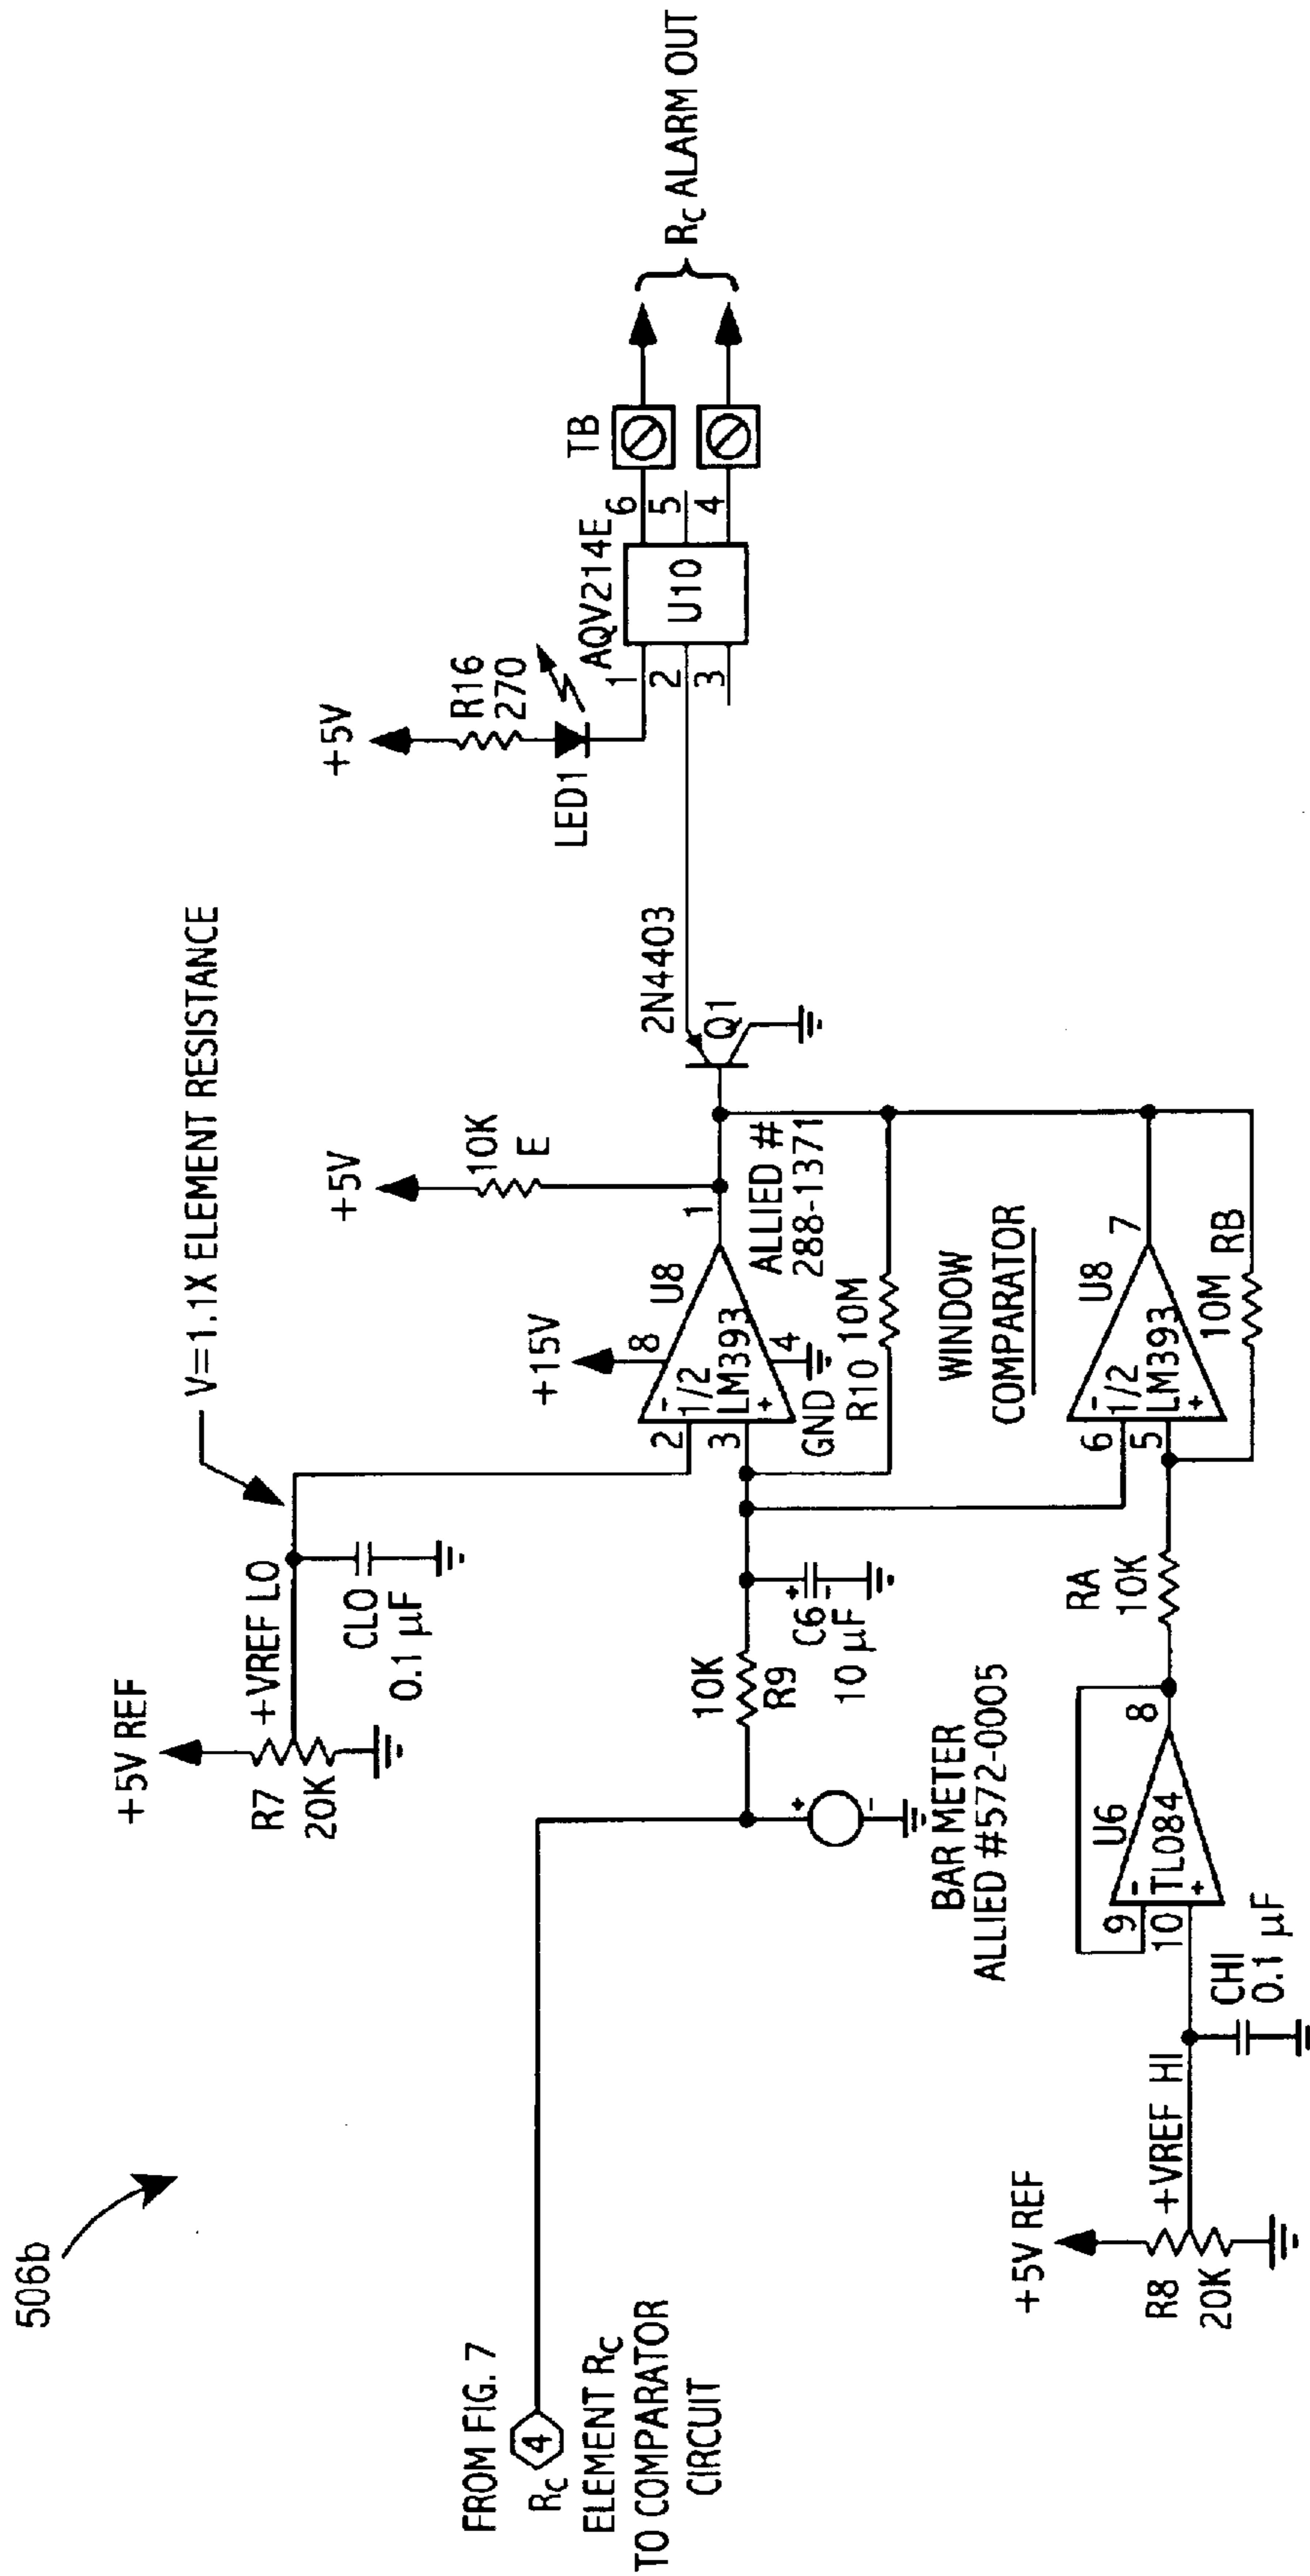 506b
FROM FIG. 7
RC 4
ELEMENT RC
TO COMPARATOR
CIRCUIT
+5V REF
R7
20K
+VREF LO
CLO
0.1 µF
V=1.1X ELEMENT RESISTANCE
10K
R9
+
C6
-
10 µF
+
-
BAR METER
ALLIED #572-0005
+5V REF
R8
20K
+VREF HI
CHI
0.1 µF
U6
9
-
TL084
10
+
8
RA
10K
+15V
8
U8
2
-
1/2
LM393
3
+
4
GND
1
R10
10M
ALLIED #
288-1371
+5V
10K
E
WINDOW
COMPARATOR
U8
6
-
1/2
LM393
5
+
7
10M
RB
2N4403
Q1
+5V
R16
270
LED1
AQV214E
1
2
3
U10
6
5
4
TB
RC ALARM OUT